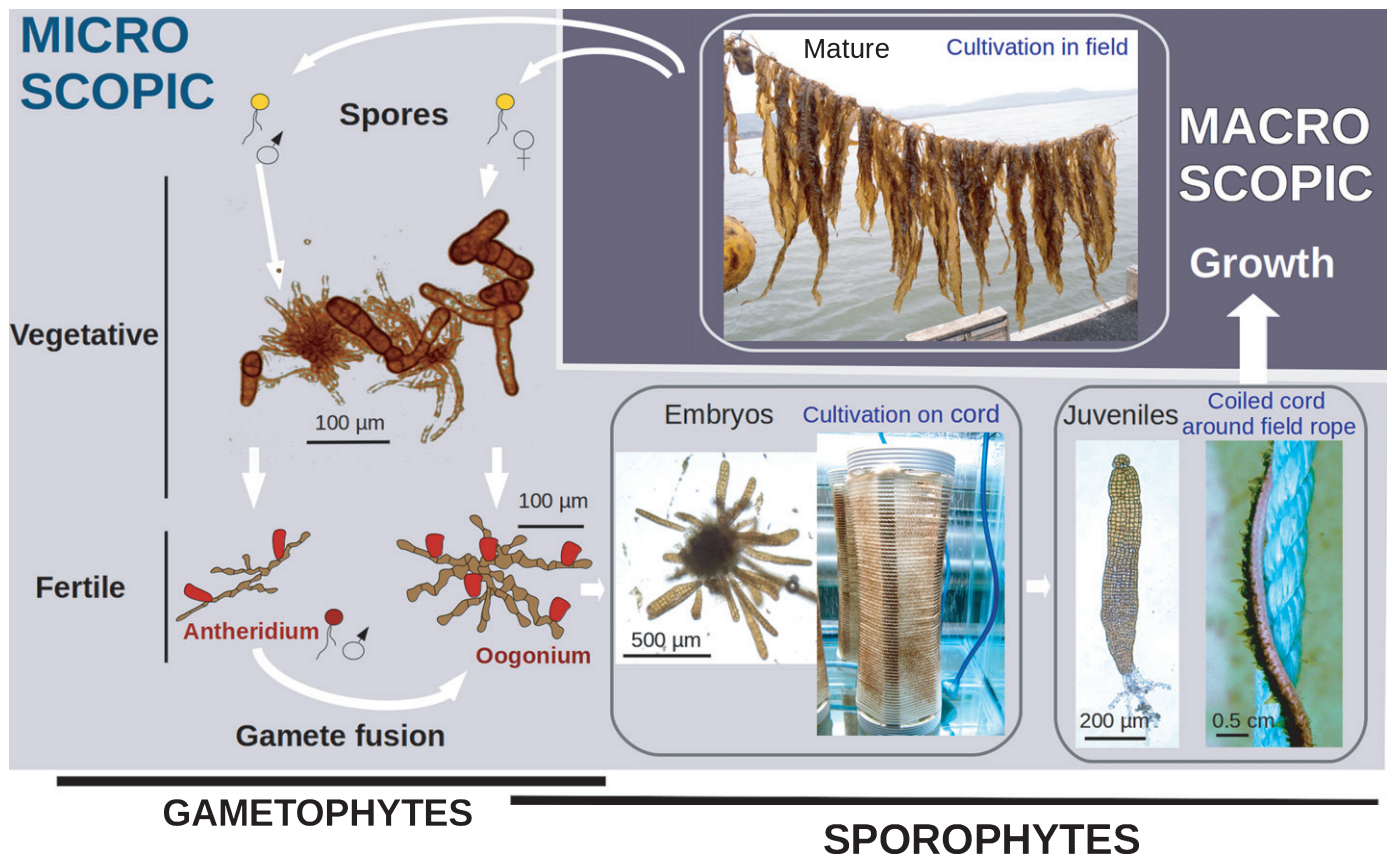 MICRO
SCOPIC
Spores
Mature
Cultivation in field
MACRO
SCOPIC
Growth
Vegetative
100 µm
Embryos
Cultivation on cord
Juveniles
Coiled cord
around field rope
100 µm
Fertile
Antheridium
Oogonium
500 µm
200 µm
0.5 cm
Gamete fusion
GAMETOPHYTES
SPOROPHYTES